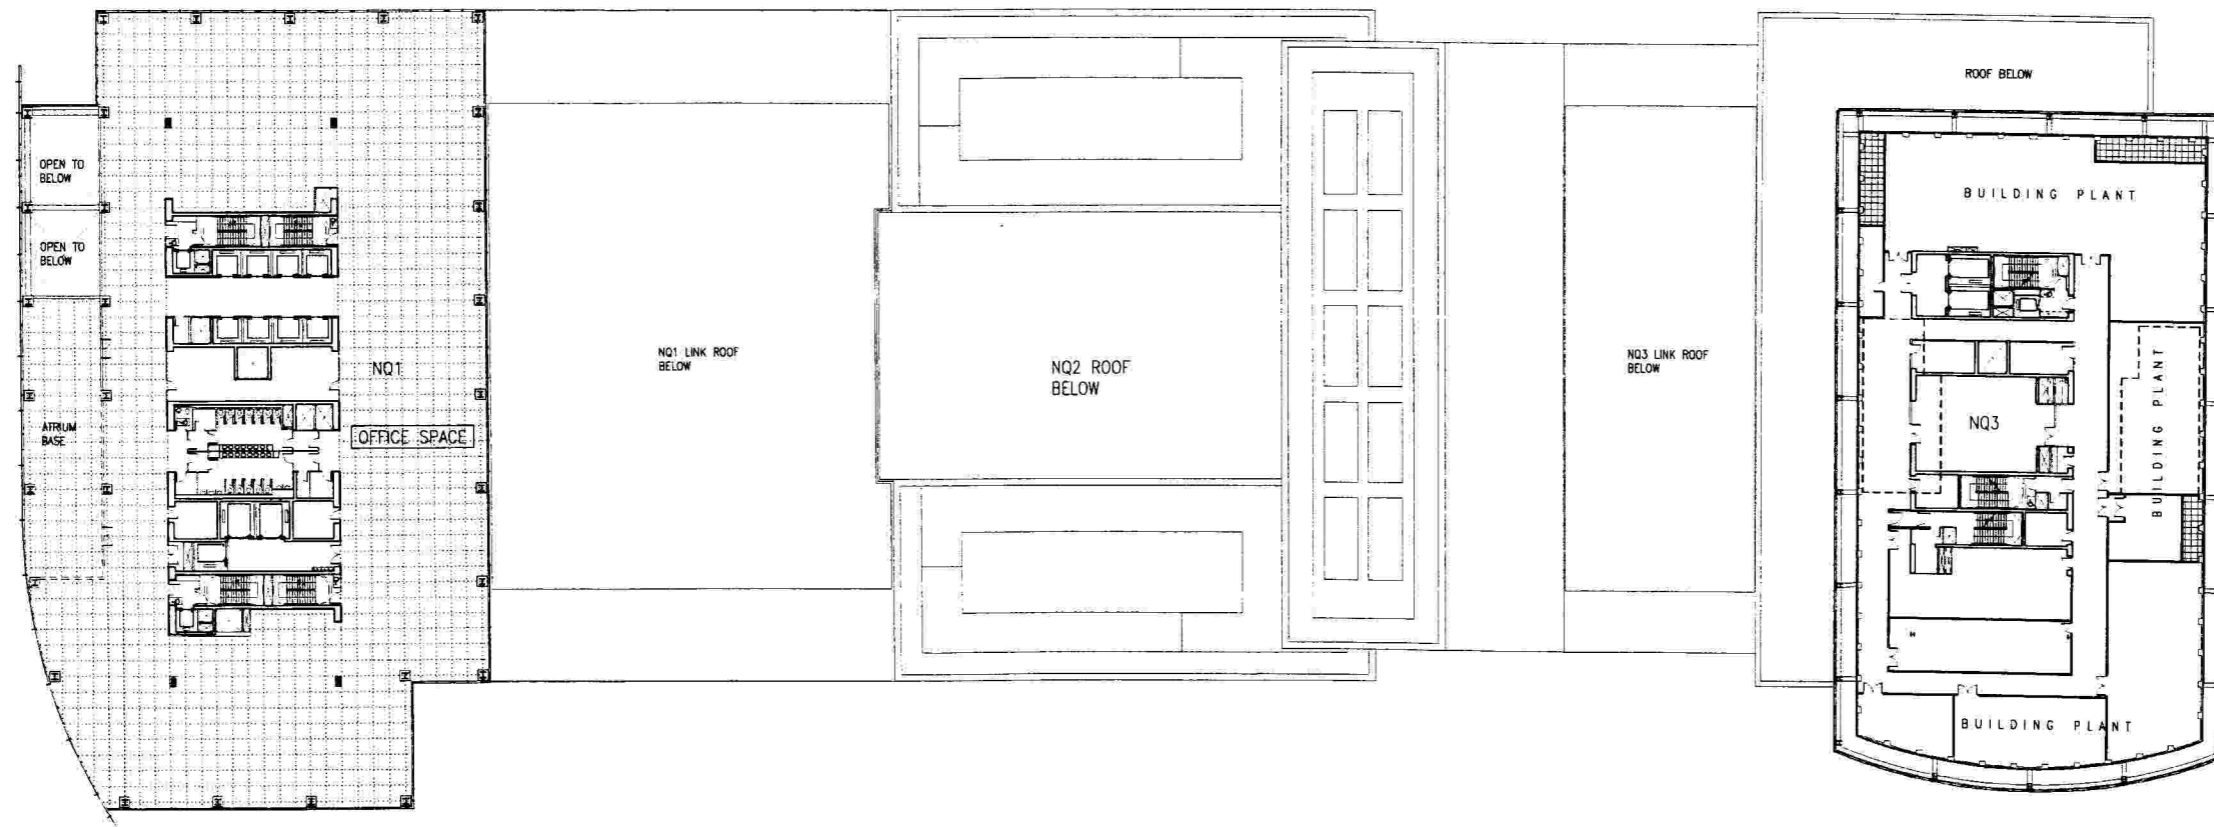 ROOF BELOW
OPEN TO
BELOW
BUILDING PLANT
OPEN TO
BELOW
NQ1
NQ1 LINK ROOF
BELOW
NQ2 ROOF
BELOW
NQ3 LINK ROOF
BELOW
BUILDING PLANT
NQ3
ATRIUM
BASE
OFFICE SPACE
BUILDING PLANT